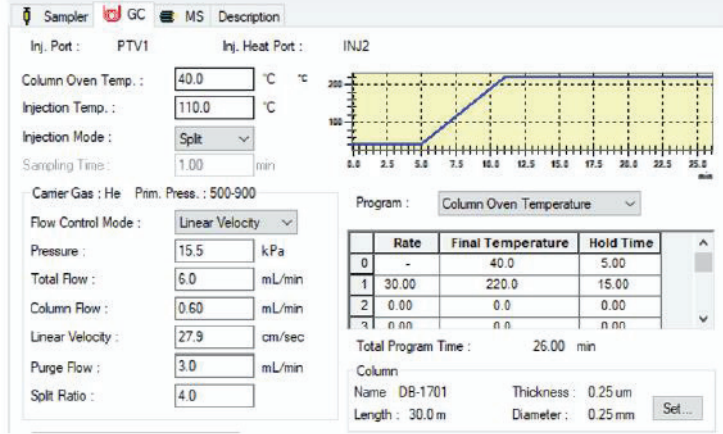 Sampler GC MS Description
Inj. Port : PTV1 Inj. Heat Port : INJ2
Column Oven Temp. : 40.0 °C °C
Injection Temp. : 110.0 °C
Injection Mode : Split
Sampling Time : 1.00 min
Carrier Gas : He Prim. Press. : 500-900
Flow Control Mode : Linear Velocity
Pressure : 15.5 kPa
Total Flow : 6.0 mL/min
Column Flow : 0.60 mL/min
Linear Velocity : 27.9 cm/sec
Purge Flow : 3.0 mL/min
Split Ratio : 4.0
200
100
0.0 2.5 5.0 7.5 10.0 12.5 15.0 17.5 20.0 22.5 25.0
min
Program : Column Oven Temperature
Rate Final Temperature Hold Time
0 - 40.0 5.00
1 30.00 220.0 15.00
2 0.00 0.0 0.00
3 0.00 0.0 0.00
Total Program Time : 26.00 min
Column
Name DB-1701 Thickness : 0.25 um
Length : 30.0 m Diameter : 0.25 mm Set...